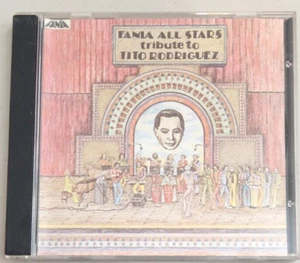 FANIA
FANIA ALL STARS
tribute to
TITO RODRIGUEZ